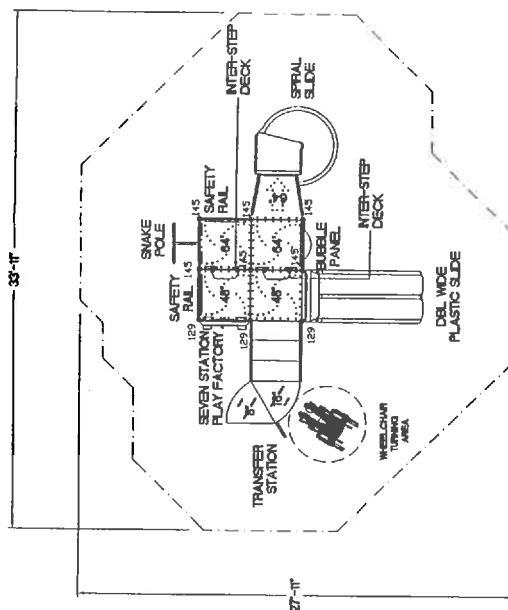 33'-11"
INTER-STEP
DECK
SPIRAL
SLIDE
SAFETY
RAIL
145
145
145
SNAKE
POLE
64"
64"
BUBBLE
PANEL
INTER-STEP
DECK
145
165
145
SAFETY
RAIL
48"
48"
DBL WIDE
PLASTIC SLIDE
129
129
129
SEVEN STATION
PLAY FACTORY
TRANSFER
STATION
WHEELCHAIR
TURNING
AREA
27'-11"